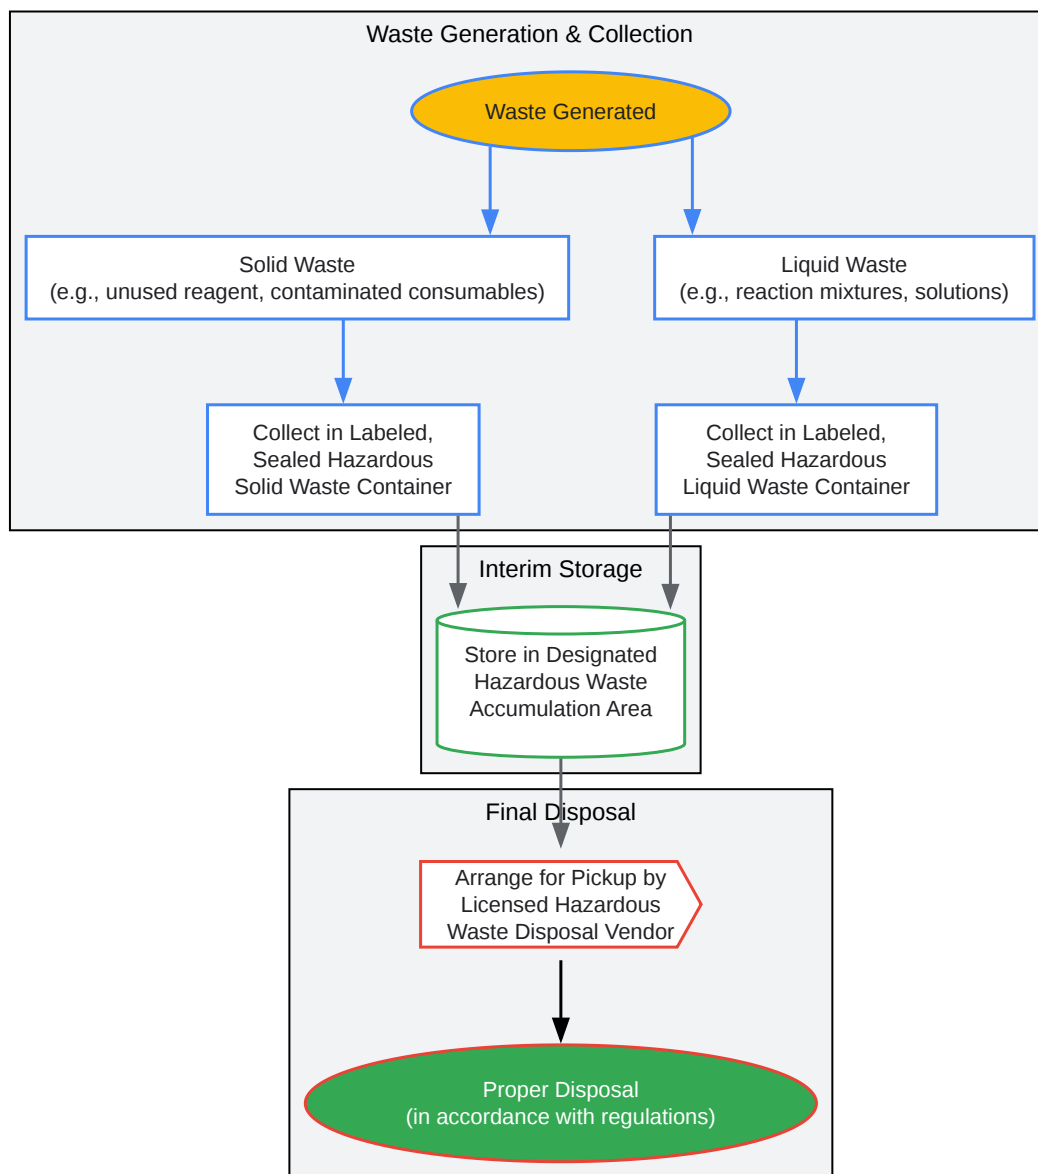 Waste Generation & Collection
Waste Generated
Solid Waste
(e.g., unused reagent, contaminated consumables)
Liquid Waste
(e.g., reaction mixtures, solutions)
Collect in Labeled,
Sealed Hazardous
Solid Waste Container
Collect in Labeled,
Sealed Hazardous
Liquid Waste Container
Interim Storage
Store in Designated
Hazardous Waste
Accumulation Area
Final Disposal
Arrange for Pickup by
Licensed Hazardous
Waste Disposal Vendor
Proper Disposal
(in accordance with regulations)